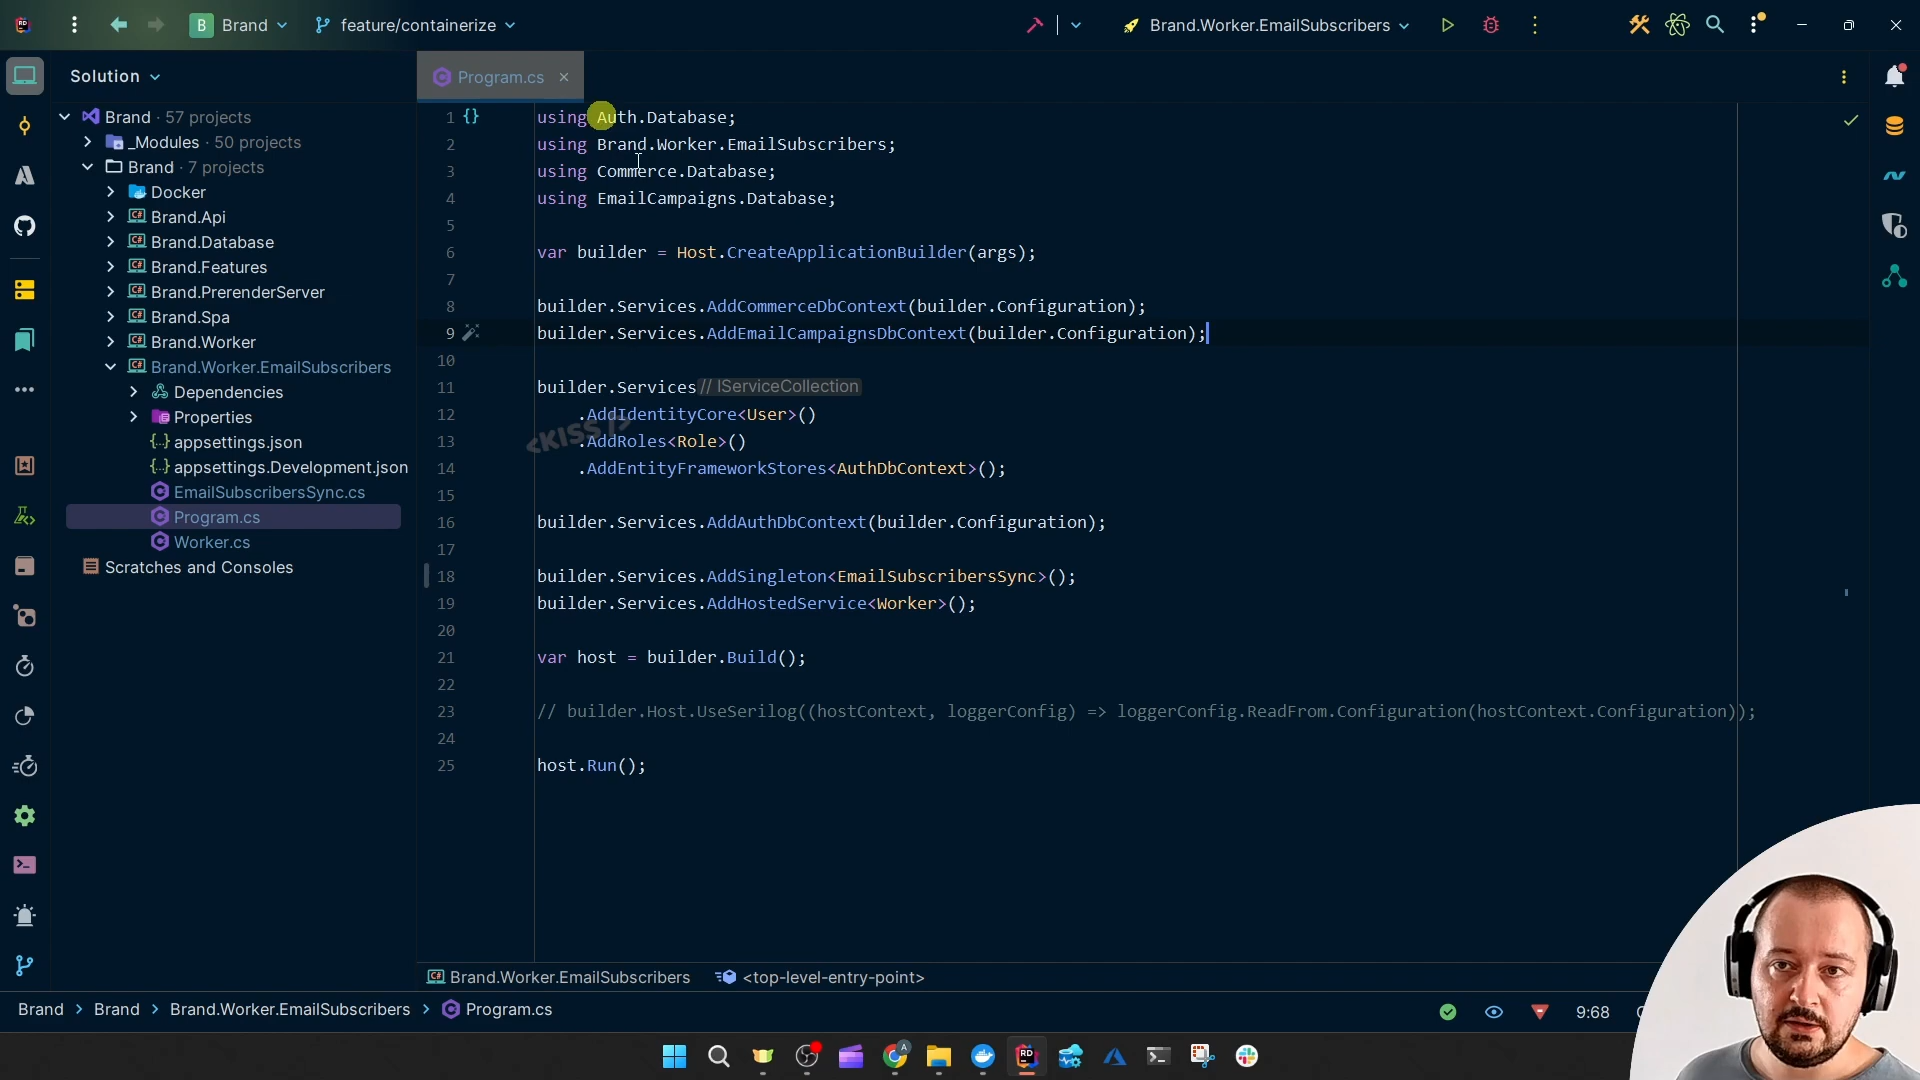 B Brand feature/containerize Brand.Worker.EmailSubscribers
Solution
Program.cs
Brand · 57 projects
_Modules · 50 projects
Brand · 7 projects
Docker
Brand.Api
Brand.Database
Brand.Features
Brand.PrerenderServer
Brand.Spa
Brand.Worker
Brand.Worker.EmailSubscribers
Dependencies
Properties
appsettings.json
appsettings.Development.json
EmailSubscribersSync.cs
Program.cs
Worker.cs
Scratches and Consoles
1 {} using Auth.Database;
2 using Brand.Worker.EmailSubscribers;
3 using Commerce.Database;
4 using EmailCampaigns.Database;
5
6 var builder = Host.CreateApplicationBuilder(args);
7
8 builder.Services.AddCommerceDbContext(builder.Configuration);
9 builder.Services.AddEmailCampaignsDbContext(builder.Configuration);
10
11 builder.Services // IServiceCollection
12 .AddIdentityCore<User>()
13 .AddRoles<Role>()
14 .AddEntityFrameworkStores<AuthDbContext>();
15
16 builder.Services.AddAuthDbContext(builder.Configuration);
17
18 builder.Services.AddSingleton<EmailSubscribersSync>();
19 builder.Services.AddHostedService<Worker>();
20
21 var host = builder.Build();
22
23 // builder.Host.UseSerilog((hostContext, loggerConfig) => loggerConfig.ReadFrom.Configuration(hostContext.Configuration));
24
25 host.Run();
<KISS />
Brand.Worker.EmailSubscribers <top-level-entry-point>
Brand > Brand > Brand.Worker.EmailSubscribers > Program.cs
9:68